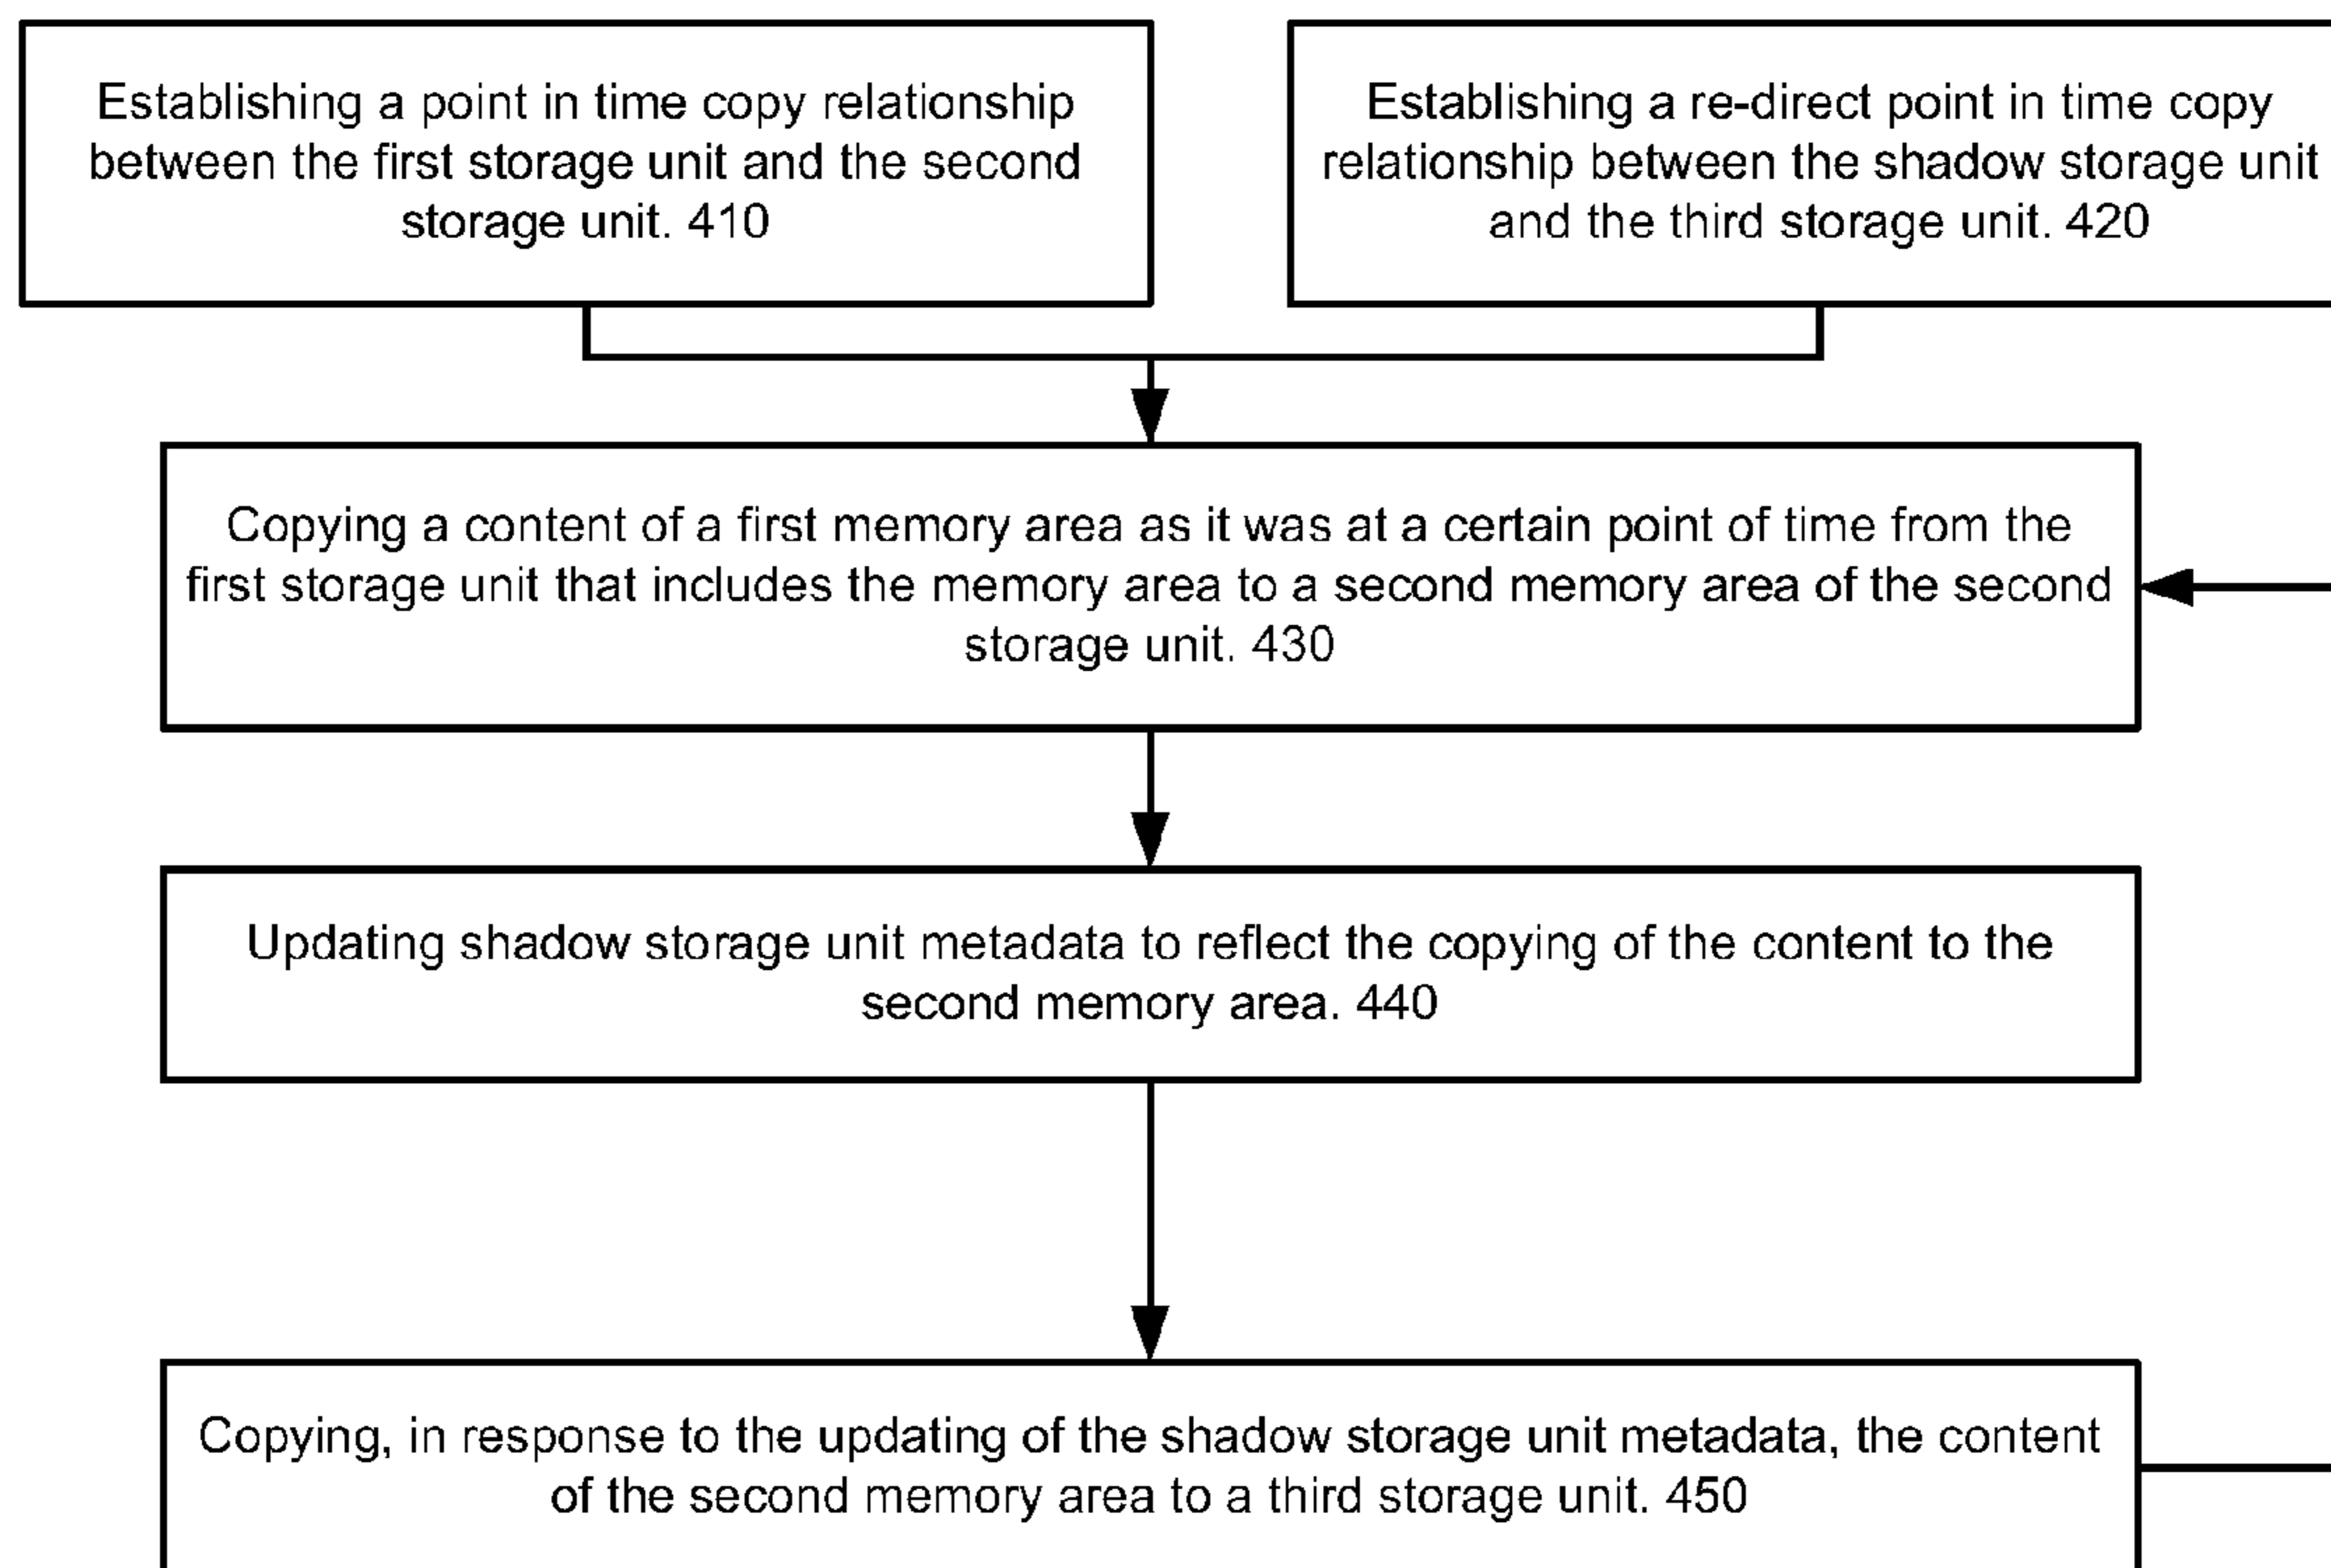 Establishing a point in time copy relationship
between the first storage unit and the second
storage unit. 410
Establishing a re-direct point in time copy
relationship between the shadow storage unit
and the third storage unit. 420
Copying a content of a first memory area as it was at a certain point of time from the
first storage unit that includes the memory area to a second memory area of the second
storage unit. 430
Updating shadow storage unit metadata to reflect the copying of the content to the
second memory area. 440
Copying, in response to the updating of the shadow storage unit metadata, the content
of the second memory area to a third storage unit. 450